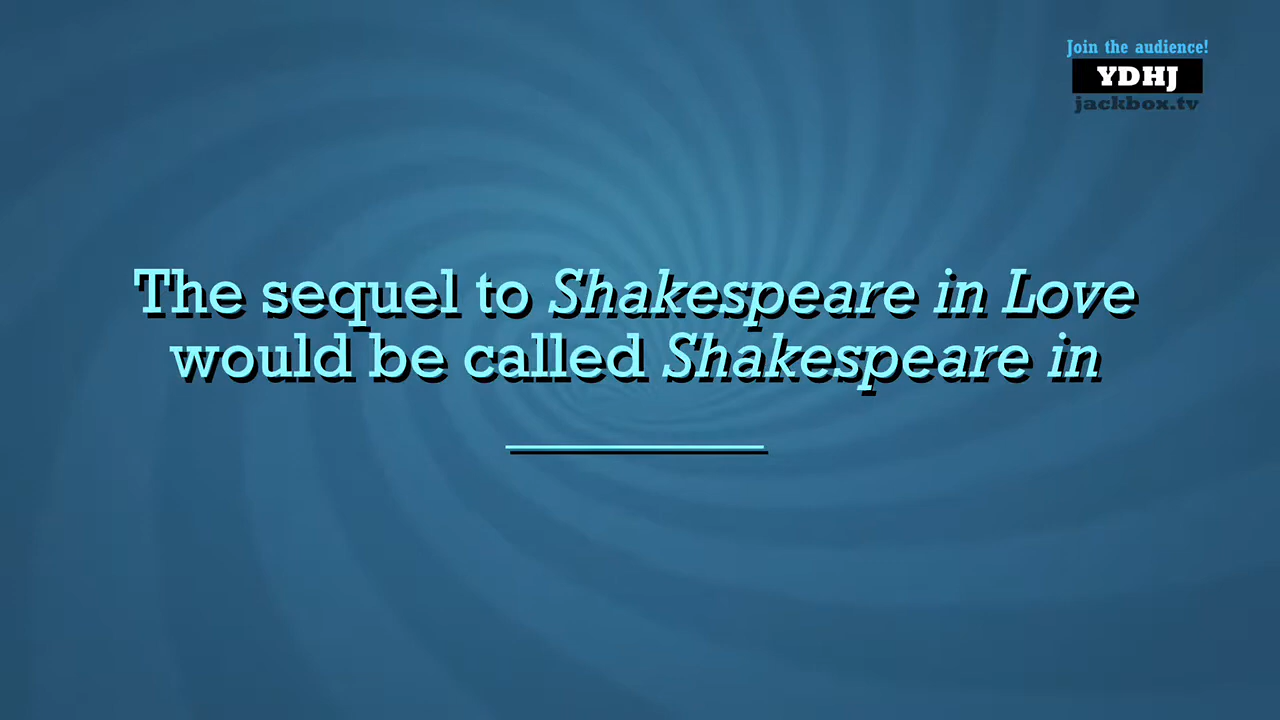 Join the audience!
YDHJ
jackbox.tv
The sequel to Shakespeare in Love
would be called Shakespeare in